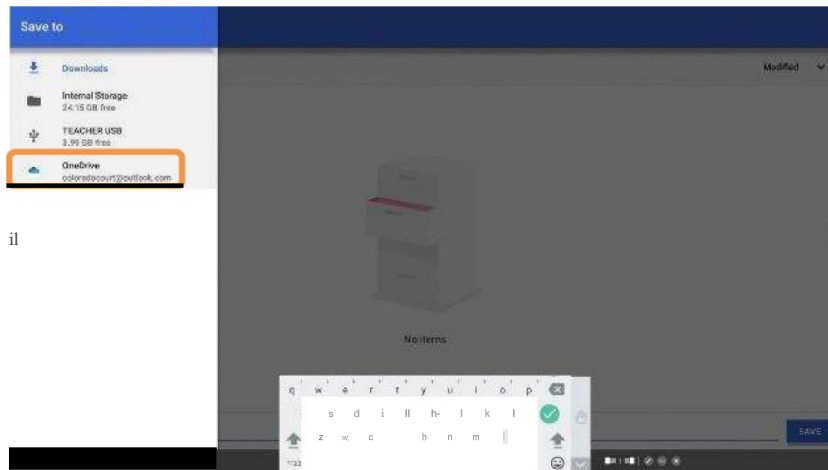 Save to
Downloads
Modified
Internal Storage
24.15 GB free
TEACHER USB
3.99 GB free
OneDrive
coloradocourt@outlook.com
il
No items
q w e r t y u i o p
s d i ll h- l k l
z w; c b n m
SAVE